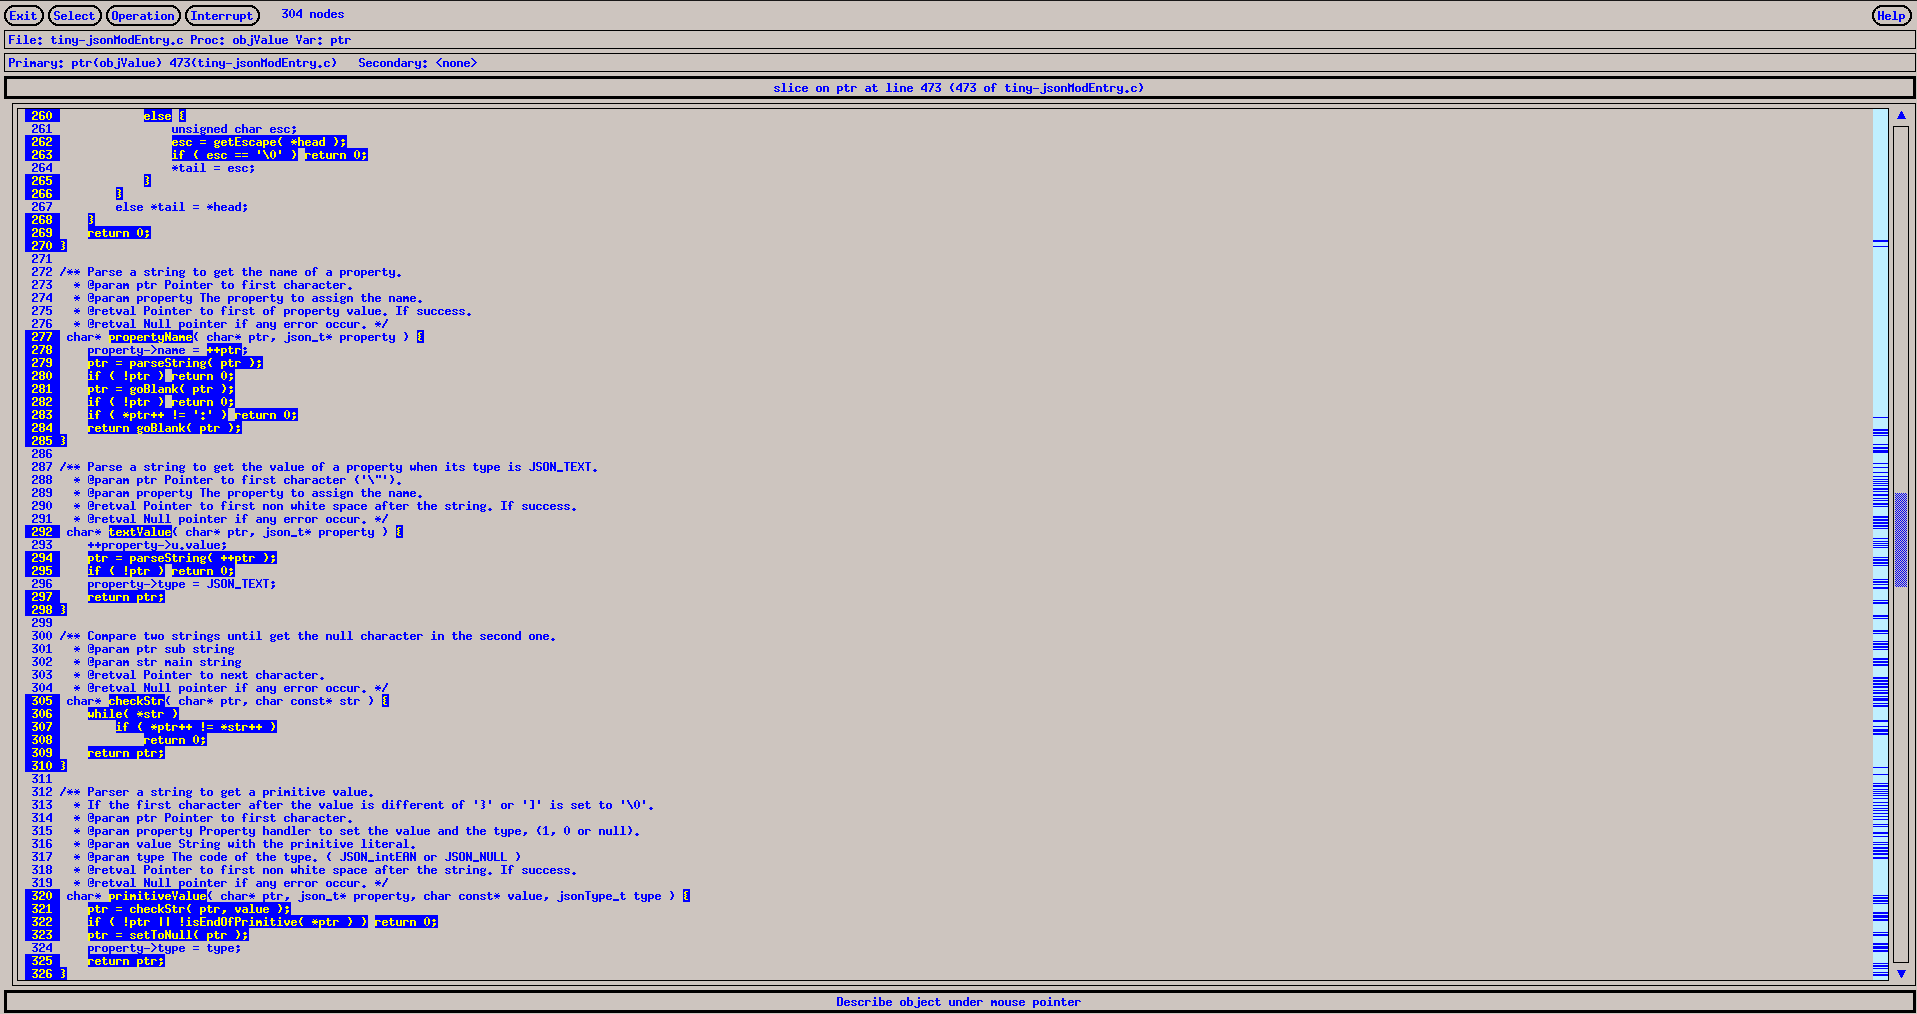 Exit Select Operation Interrupt 304 nodes Help
File: tiny-jsonModEntry.c Proc: objValue Var: ptr
Primary: ptr(objValue) 473(tiny-jsonModEntry.c) Secondary: <none>
slice on ptr at line 473 (473 of tiny-jsonModEntry.c)
260             else {
261                 unsigned char esc;
262                 esc = getEscape( *head );
263                 if ( esc == '\0' ) return 0;
264                 *tail = esc;
265             }
266         }
267         else *tail = *head;
268     }
269     return 0;
270 }
271
272 /** Parse a string to get the name of a property.
273   * @param ptr Pointer to first character.
274   * @param property The property to assign the name.
275   * @retval Pointer to first of property value. If success.
276   * @retval Null pointer if any error occur. */
277  char* propertyName( char* ptr, json_t* property ) {
278     property->name = ++ptr;
279     ptr = parseString( ptr );
280     if ( !ptr ) return 0;
281     ptr = goBlank( ptr );
282     if ( !ptr ) return 0;
283     if ( *ptr++ != ':' ) return 0;
284     return goBlank( ptr );
285 }
286
287 /** Parse a string to get the value of a property when its type is JSON_TEXT.
288   * @param ptr Pointer to first character ('\"').
289   * @param property The property to assign the name.
290   * @retval Pointer to first non white space after the string. If success.
291   * @retval Null pointer if any error occur. */
292  char* textValue( char* ptr, json_t* property ) {
293     ++property->u.value;
294     ptr = parseString( ++ptr );
295     if ( !ptr ) return 0;
296     property->type = JSON_TEXT;
297     return ptr;
298 }
299
300 /** Compare two strings until get the null character in the second one.
301   * @param ptr sub string
302   * @param str main string
303   * @retval Pointer to next character.
304   * @retval Null pointer if any error occur. */
305  char* checkStr( char* ptr, char const* str ) {
306     while( *str )
307         if ( *ptr++ != *str++ )
308             return 0;
309     return ptr;
310 }
311
312 /** Parser a string to get a primitive value.
313   * If the first character after the value is different of '}' or ']' is set to '\0'.
314   * @param ptr Pointer to first character.
315   * @param property Property handler to set the value and the type, (1, 0 or null).
316   * @param value String with the primitive literal.
317   * @param type The code of the type. ( JSON_intEAN or JSON_NULL )
318   * @retval Pointer to first non white space after the string. If success.
319   * @retval Null pointer if any error occur. */
320  char* primitiveValue( char* ptr, json_t* property, char const* value, jsonType_t type ) {
321     ptr = checkStr( ptr, value );
322     if ( !ptr || !isEndOfPrimitive( *ptr ) ) return 0;
323     ptr = setToNull( ptr );
324     property->type = type;
325     return ptr;
326 }
Describe object under mouse pointer